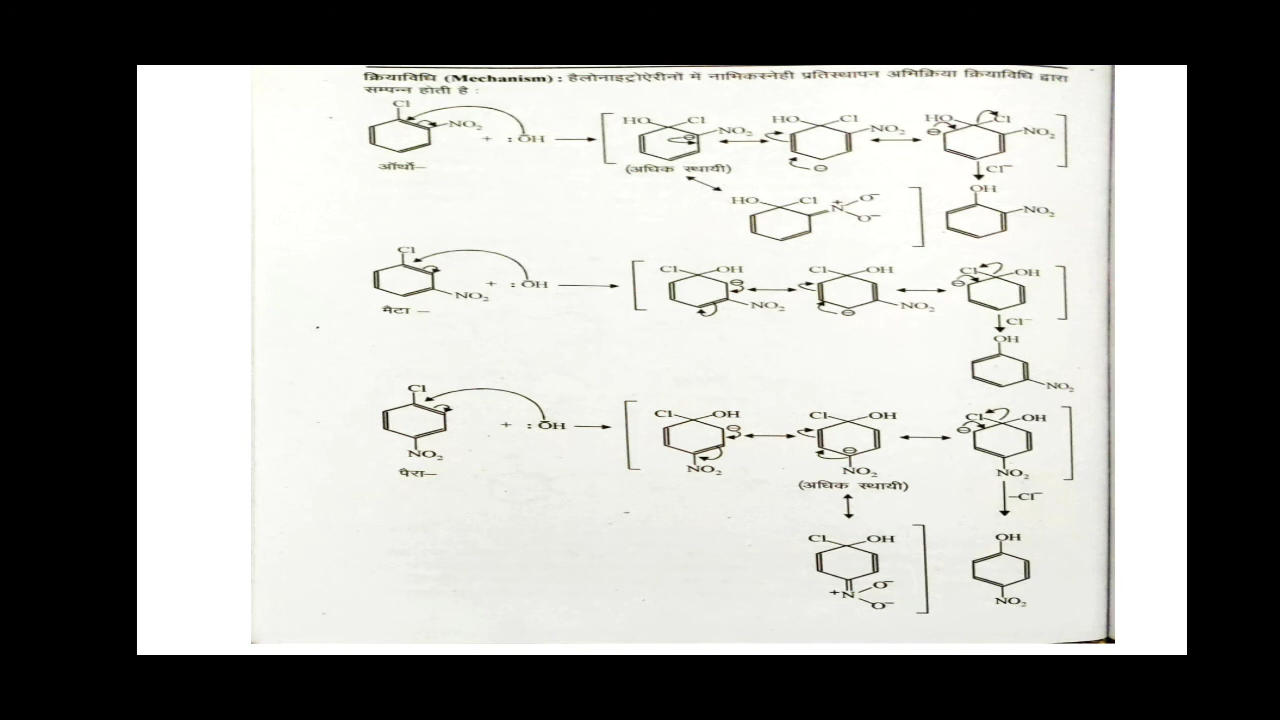 क्रियाविधि (Mechanism) : हैलोनाइट्रोऐरीनों में नाभिकस्नेही प्रतिस्थापन अभिक्रिया क्रियाविधि द्वारा
सम्पन्न होती है :
Cl
NO₂ + :ŌH
HO Cl NO₂
HO Cl NO₂
HO Cl NO₂
ऑर्थो–
(अधिक स्थायी)
Cl⁻
HO Cl N⁺ O⁻ O⁻
OH
NO₂
Cl
NO₂ + :ŌH
Cl OH NO₂
Cl OH NO₂
Cl OH
मैटा –
Cl⁻
OH
NO₂
Cl
NO₂ + :ŌH
Cl OH NO₂
Cl OH NO₂
Cl OH NO₂
पैरा–
(अधिक स्थायी)
–Cl⁻
Cl OH ⁺N O⁻ O⁻
OH
NO₂